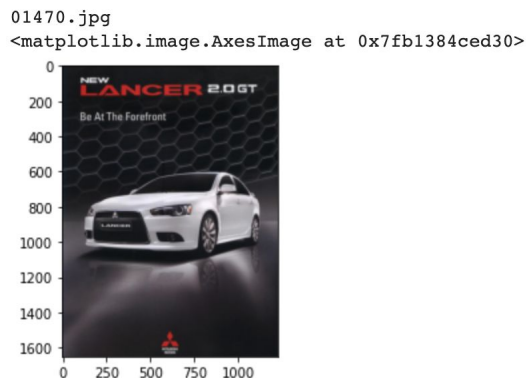 01470.jpg
<matplotlib.image.AxesImage at 0x7fb1384ced30>
0
200
400
600
800
1000
1200
1400
1600
NEW
LANCER 2.0 GT
Be At The Forefront
LANCER
0 250 500 750 1000